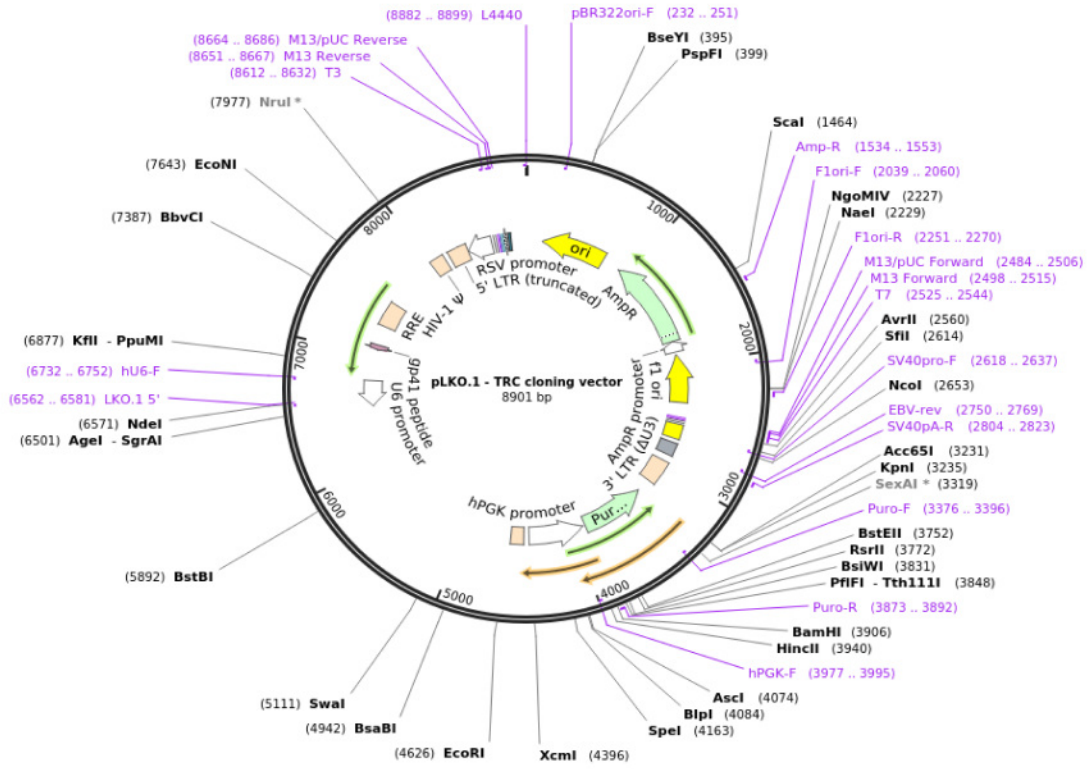 (8882 .. 8899) L4440
pBR322ori-F (232 .. 251)
BseYI (395)
PspFI (399)
(8664 .. 8686) M13/pUC Reverse
(8651 .. 8667) M13 Reverse
(8612 .. 8632) T3
(7977) NruI *
(7643) EcoNI
(7387) BbvCI
(6877) KflI - PpuMI
(6732 .. 6752) hU6-F
(6562 .. 6581) LKO.1 5'
(6571) NdeI
(6501) AgeI - SgrAI
(5892) BstBI
(5111) SwaI
(4942) BsaBI
(4626) EcoRI
XcmI (4396)
SpeI (4163)
BlpI (4084)
AscI (4074)
hPGK-F (3977 .. 3995)
HincII (3940)
BamHI (3906)
Puro-R (3873 .. 3892)
PflFI - Tth111I (3848)
BsiWI (3831)
RsrII (3772)
BstEII (3752)
Puro-F (3376 .. 3396)
SexAI * (3319)
KpnI (3235)
Acc65I (3231)
SV40pA-R (2804 .. 2823)
EBV-rev (2750 .. 2769)
NcoI (2653)
SV40pro-F (2618 .. 2637)
SfiI (2614)
AvrII (2560)
T7 (2525 .. 2544)
M13 Forward (2498 .. 2515)
M13/pUC Forward (2484 .. 2506)
F1ori-R (2251 .. 2270)
NaeI (2229)
NgoMIV (2227)
F1ori-F (2039 .. 2060)
Amp-R (1534 .. 1553)
ScaI (1464)
1
1000
2000
3000
4000
5000
6000
7000
8000
ori
AmpR
...
AmpR promoter
f1 ori
3' LTR (ΔU3)
Pur...
hPGK promoter
U6 promoter
gp41 peptide
RRE
HIV-1 Ψ
5' LTR (truncated)
RSV promoter
pLKO.1 - TRC cloning vector
8901 bp